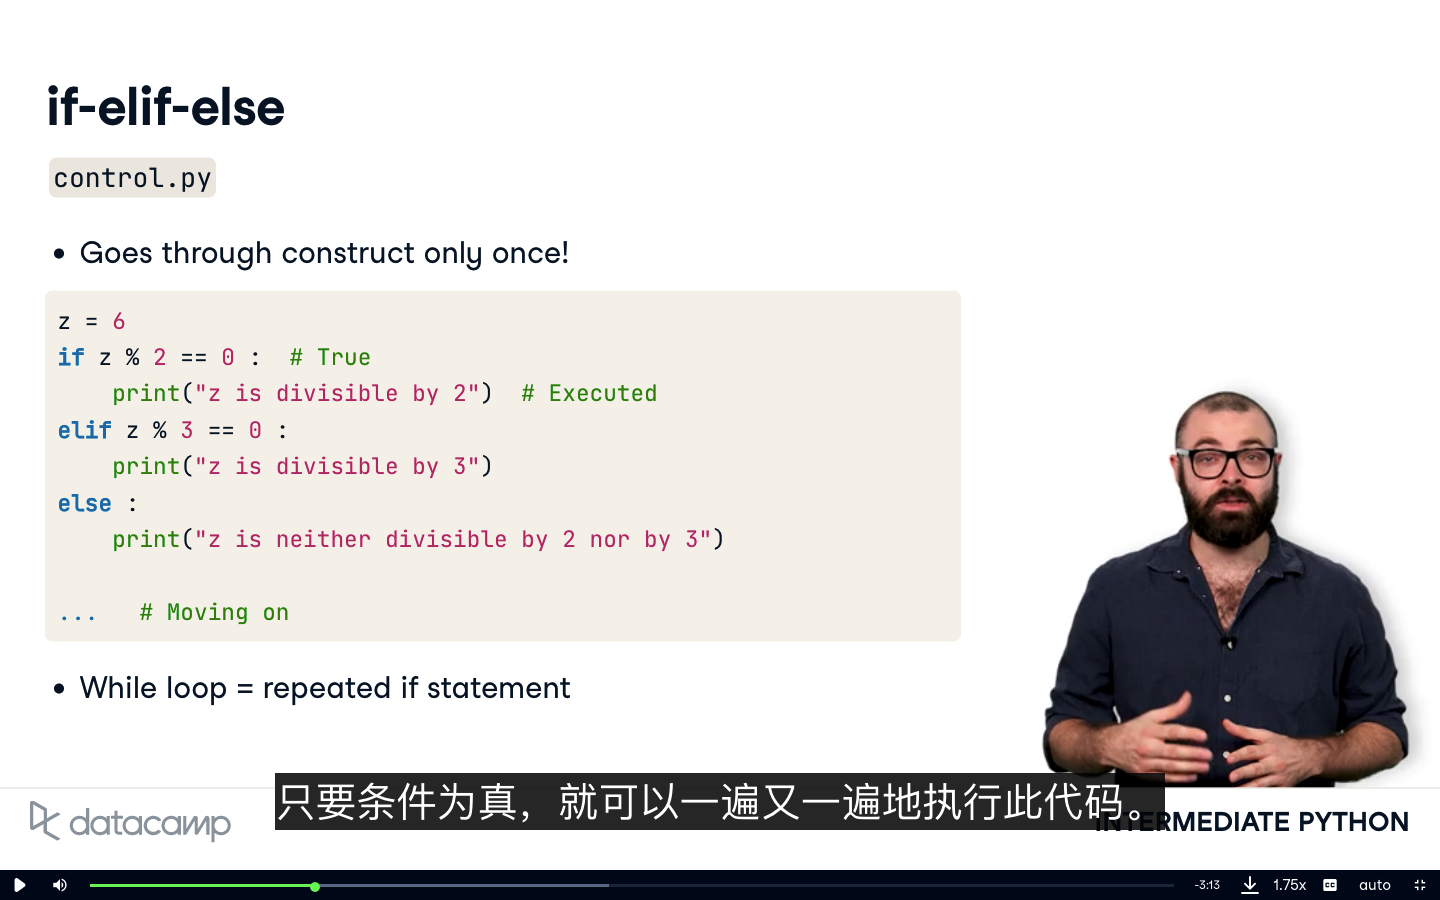 if-elif-else
control.py
• Goes through construct only once!
z = 6
if z % 2 == 0 :  # True
    print("z is divisible by 2")  # Executed
elif z % 3 == 0 :
    print("z is divisible by 3")
else :
    print("z is neither divisible by 2 nor by 3")
...   # Moving on
• While loop = repeated if statement
只要条件为真，就可以一遍又一遍地执行此代码。
datacamp
INTERMEDIATE PYTHON
-3:13
1.75x
CC
auto